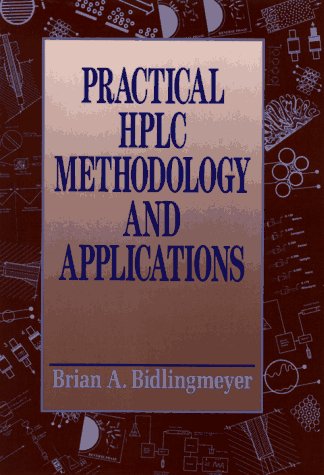 PRACTICAL
HPLC
METHODOLOGY
AND
APPLICATIONS
Brian A. Bidlingmeyer